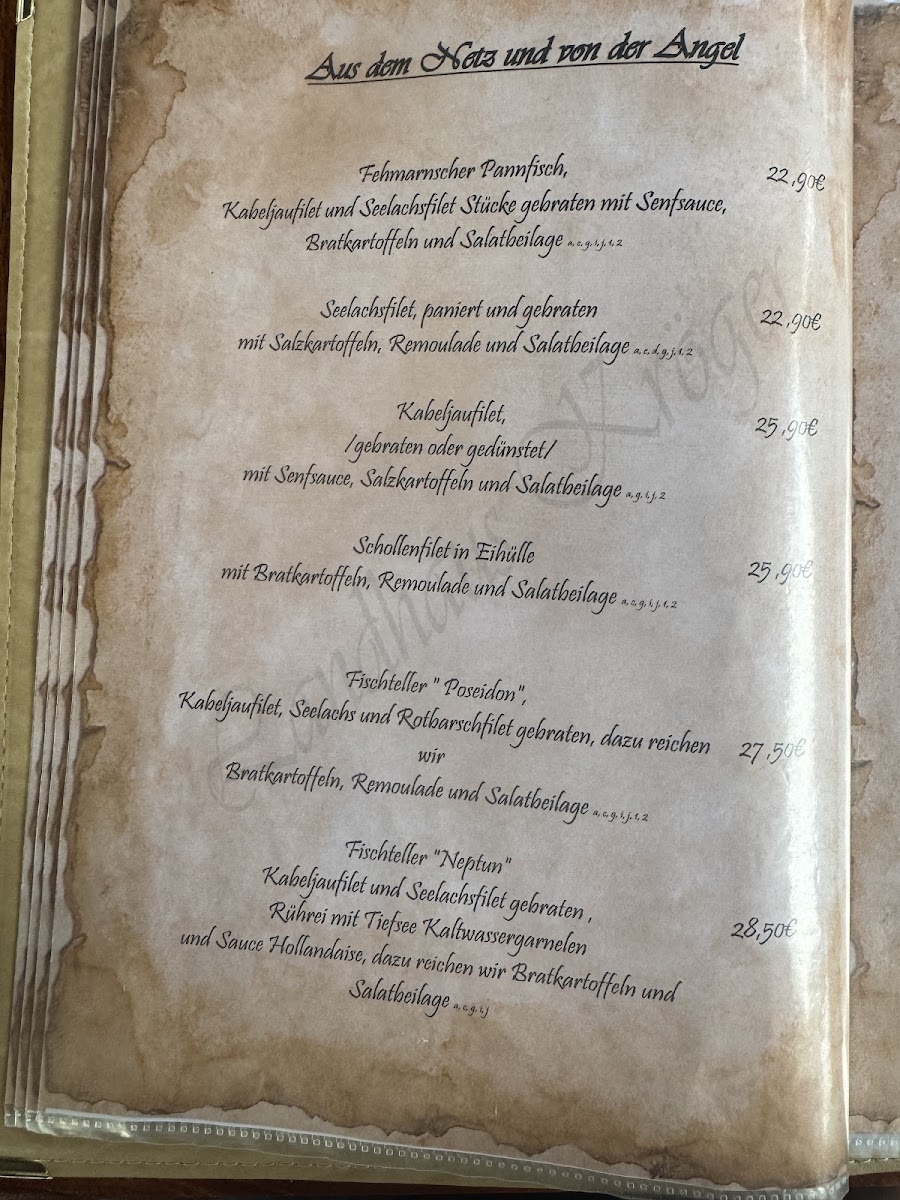 Aus dem Netz und von der Angel
Fehmarnscher Pannfisch, 22,90€
Kabeljaufilet und Seelachsfilet Stücke gebraten mit Senfsauce,
Bratkartoffeln und Salatbeilage a, c, g, i, j, 1, 2
Seelachsfilet, paniert und gebraten 22,90€
mit Salzkartoffeln, Remoulade und Salatbeilage a, c, d, g, j, 1, 2
Kabeljaufilet, 25,90€
/gebraten oder gedünstet/
mit Senfsauce, Salzkartoffeln und Salatbeilage a, g, i, j, 2
Schollenfilet in Eihülle 25,90€
mit Bratkartoffeln, Remoulade und Salatbeilage a, c, g, i, j, 1, 2
Fischteller " Poseidon",
Kabeljaufilet, Seelachs und Rotbarschfilet gebraten, dazu reichen 27,50€
wir
Bratkartoffeln, Remoulade und Salatbeilage a, c, g, i, j, 1, 2
Fischteller "Neptun"
Kabeljaufilet und Seelachsfilet gebraten , 28,50€
Rührei mit Tiefsee Kaltwassergarnelen
und Sauce Hollandaise, dazu reichen wir Bratkartoffeln und
Salatbeilage a, c, g, i, j
Landhaus Kröger